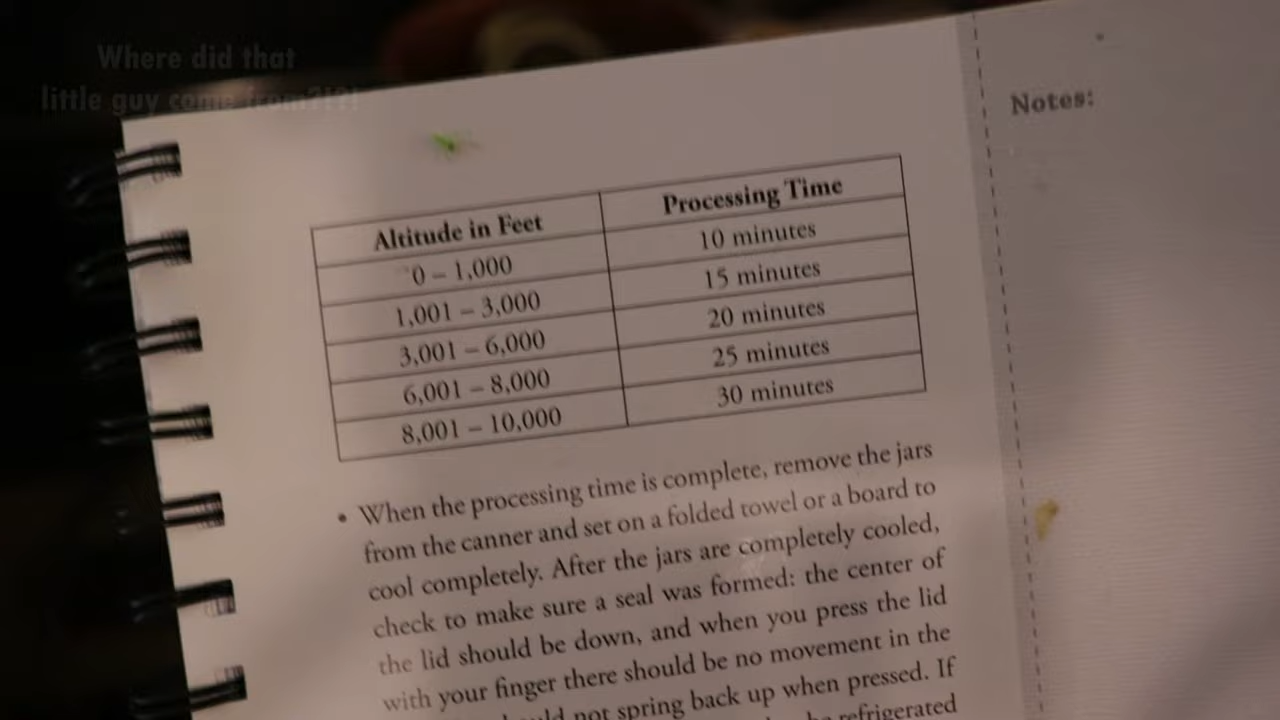 Where did that
little guy came from?!?!
Notes:
Altitude in Feet Processing Time
0 – 1,000 10 minutes
1,001 – 3,000 15 minutes
3,001 – 6,000 20 minutes
6,001 – 8,000 25 minutes
8,001 – 10,000 30 minutes
• When the processing time is complete, remove the jars
from the canner and set on a folded towel or a board to
cool completely. After the jars are completely cooled,
check to make sure a seal was formed: the center of
the lid should be down, and when you press the lid
with your finger there should be no movement in the
not spring back up when pressed. If
refrigerated